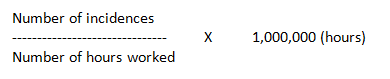 Number of incidences
-------------------------------- X 1,000,000 (hours)
Number of hours worked